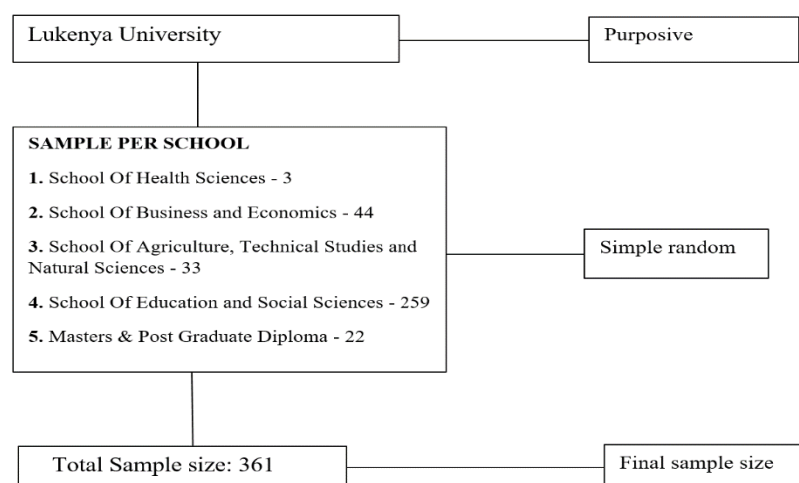 Lukenya University
Purposive
SAMPLE PER SCHOOL
1. School Of Health Sciences - 3
2. School Of Business and Economics - 44
3. School Of Agriculture, Technical Studies and
Natural Sciences - 33
4. School Of Education and Social Sciences - 259
5. Masters & Post Graduate Diploma - 22
Simple random
Total Sample size: 361
Final sample size